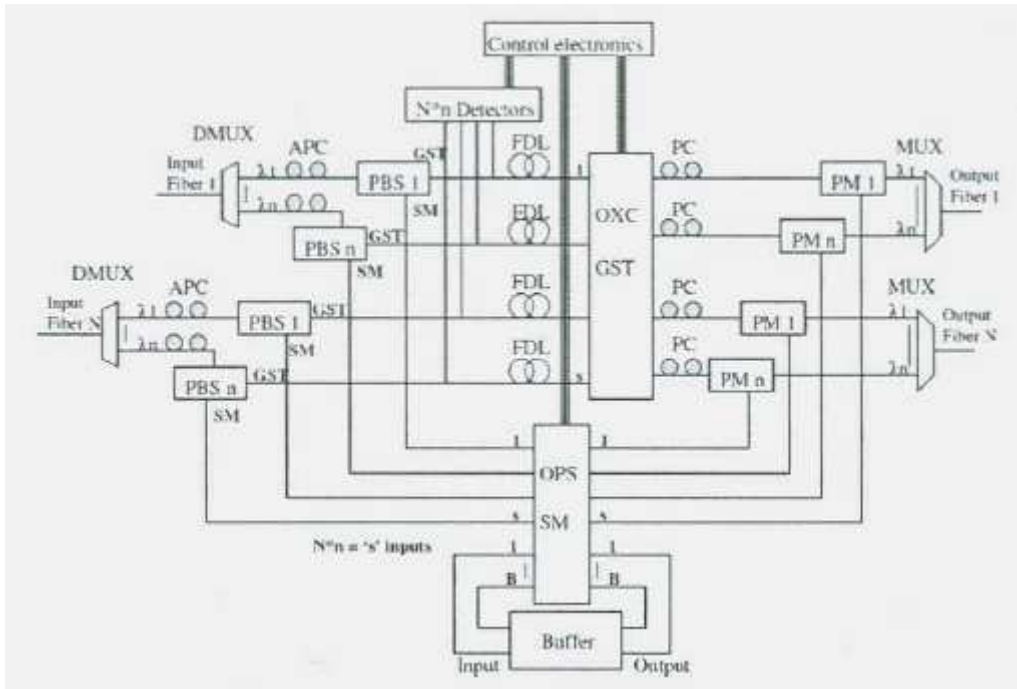 Control electronics
N*n Detectors
DMUX
APC
GST
FDL
PC
MUX
Input
Fiber 1
λ1
PBS 1
1
PM 1
λ1
Output
Fiber 1
λn
SM
FDL
OXC
PC
PBS n
GST
GST
PM n
λn
SM
DMUX
APC
FDL
PC
MUX
Input
Fiber N
λ1
PBS 1
GST
PM 1
λ1
Output
Fiber N
λn
SM
FDL
PC
PBS n
GST
s
PM n
λn
SM
1
1
OPS
s
SM
s
N*n = 's' inputs
1
1
B
B
Buffer
Input
Output